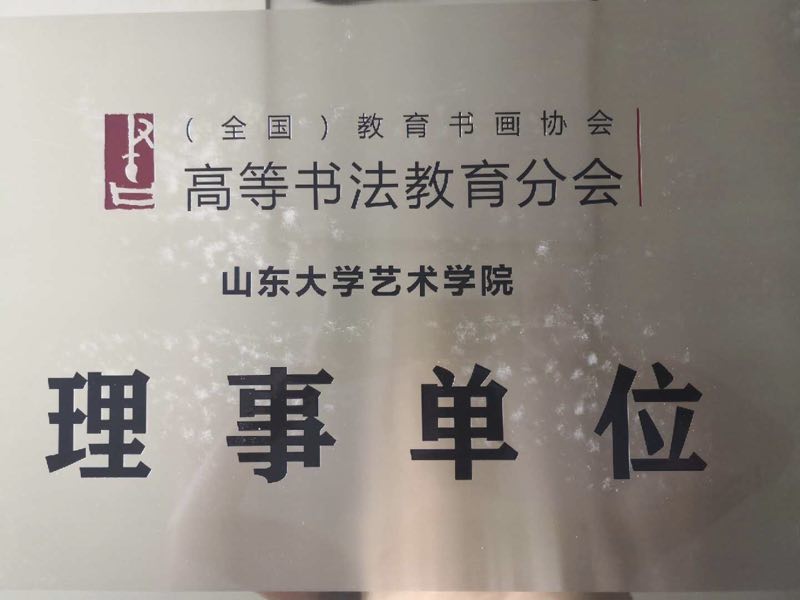 （全国）教育书画协会
高等书法教育分会
山东大学艺术学院
理事单位